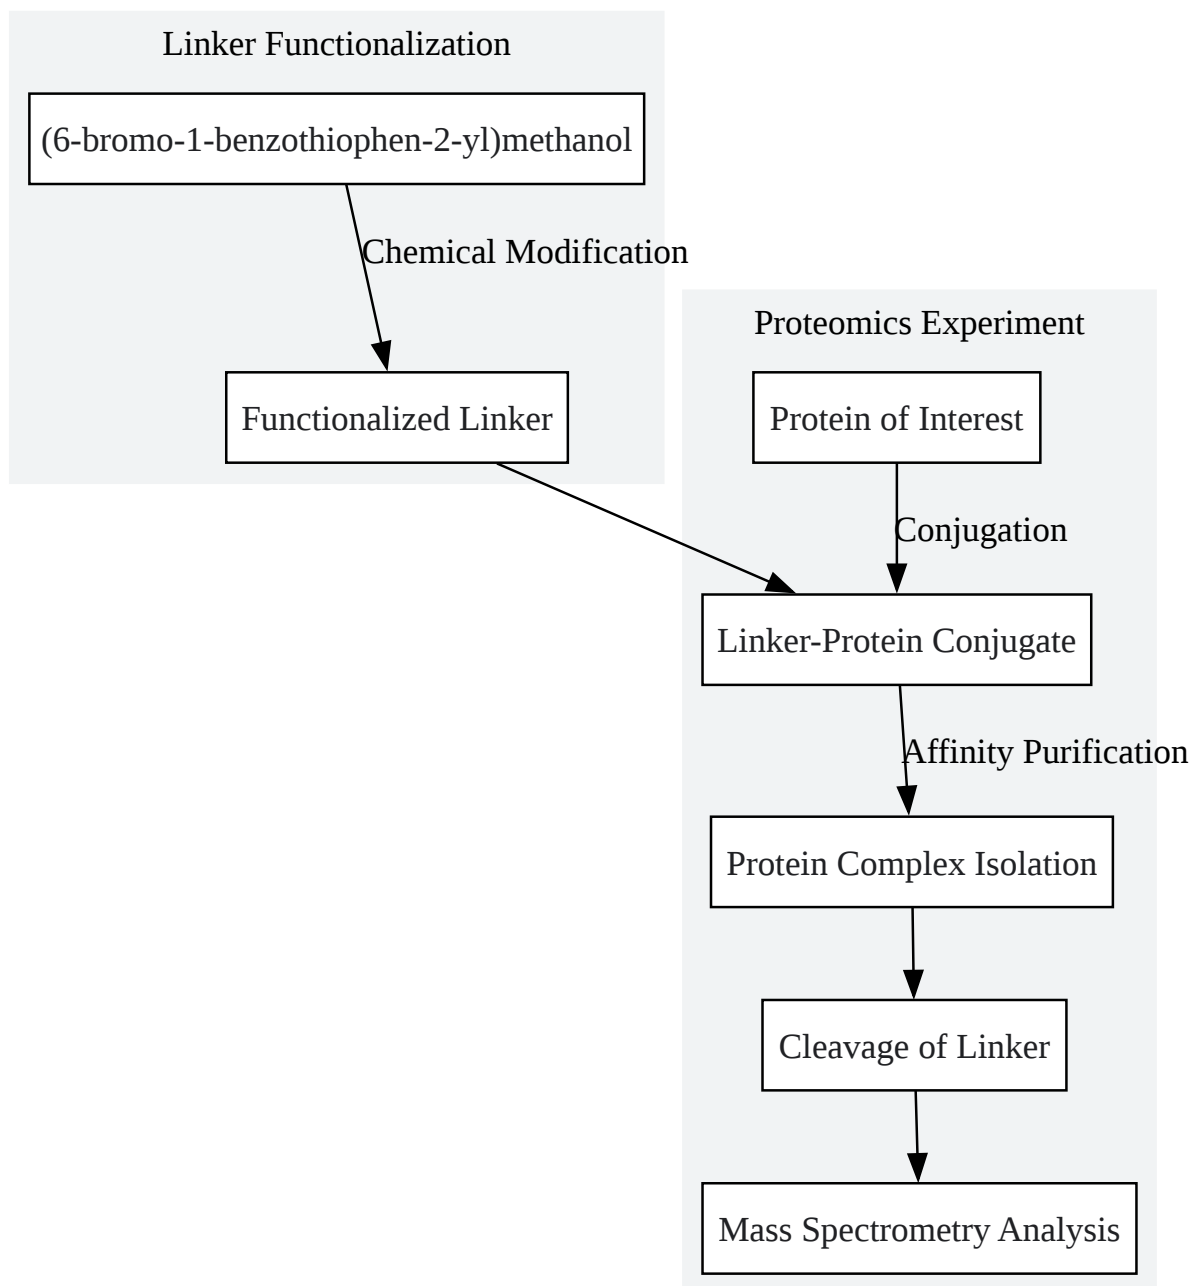 Linker Functionalization
(6-bromo-1-benzothiophen-2-yl)methanol
Chemical Modification
Functionalized Linker
Proteomics Experiment
Protein of Interest
Conjugation
Linker-Protein Conjugate
Affinity Purification
Protein Complex Isolation
Cleavage of Linker
Mass Spectrometry Analysis